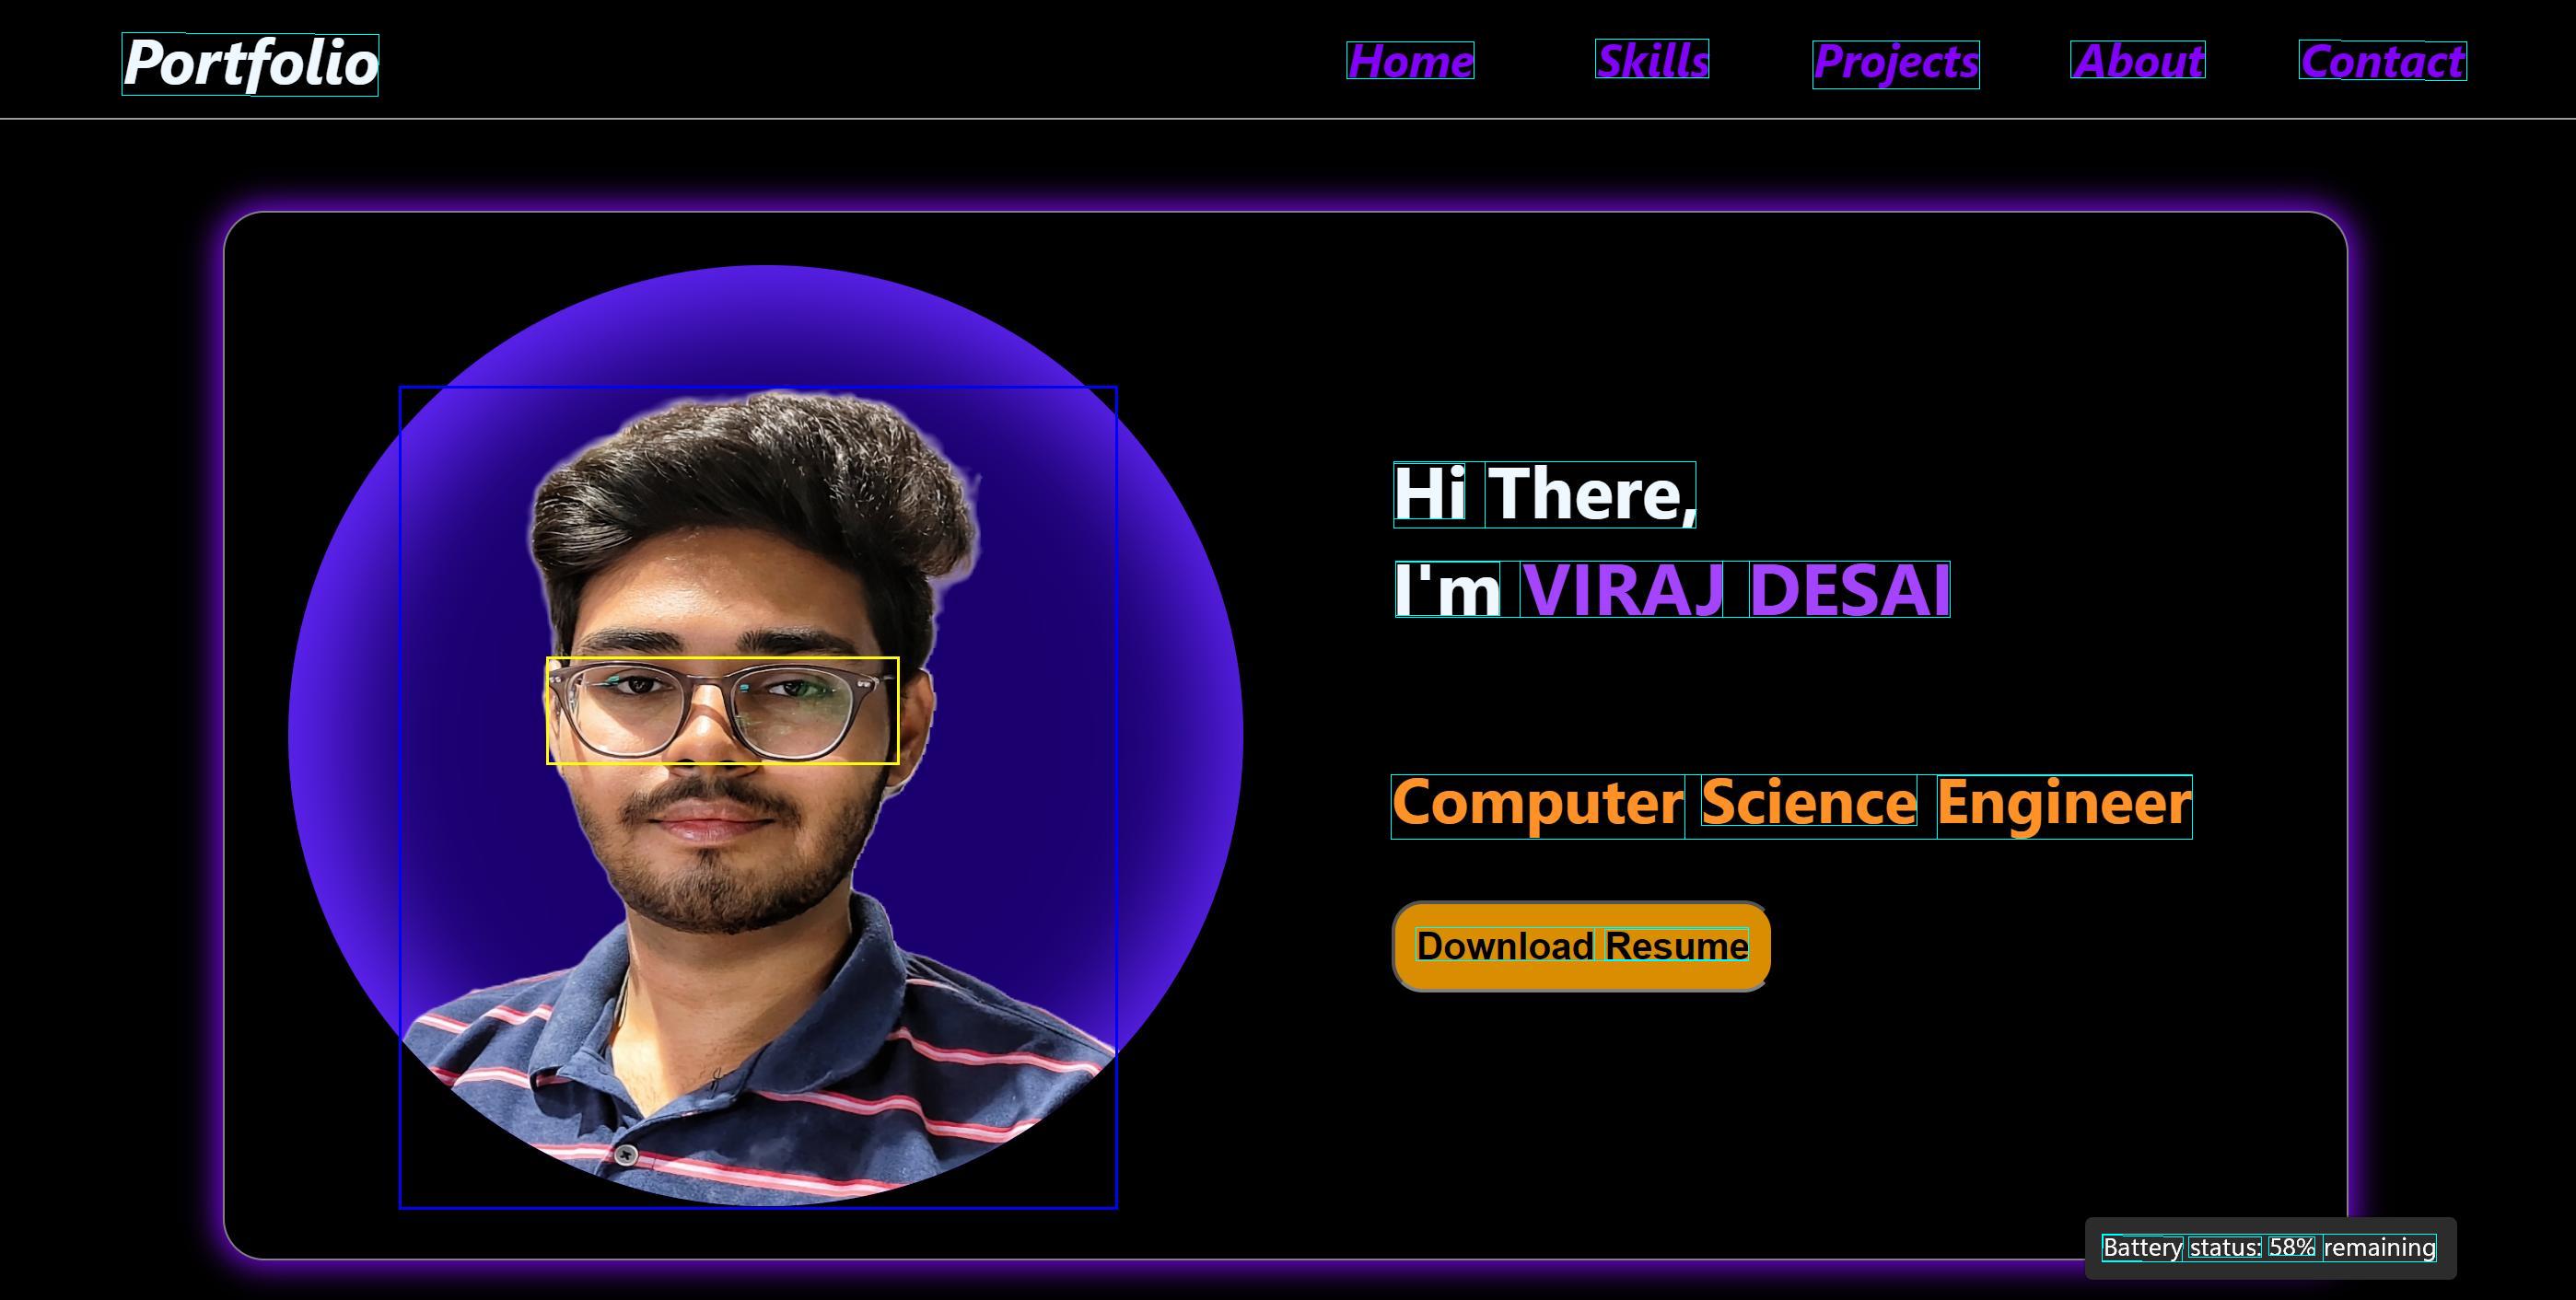 Portfolio Home Skills Projects About Contact
Hi There,
I'm VIRAJ DESAI
Computer Science Engineer
Download Resume
Battery status: 58% remaining